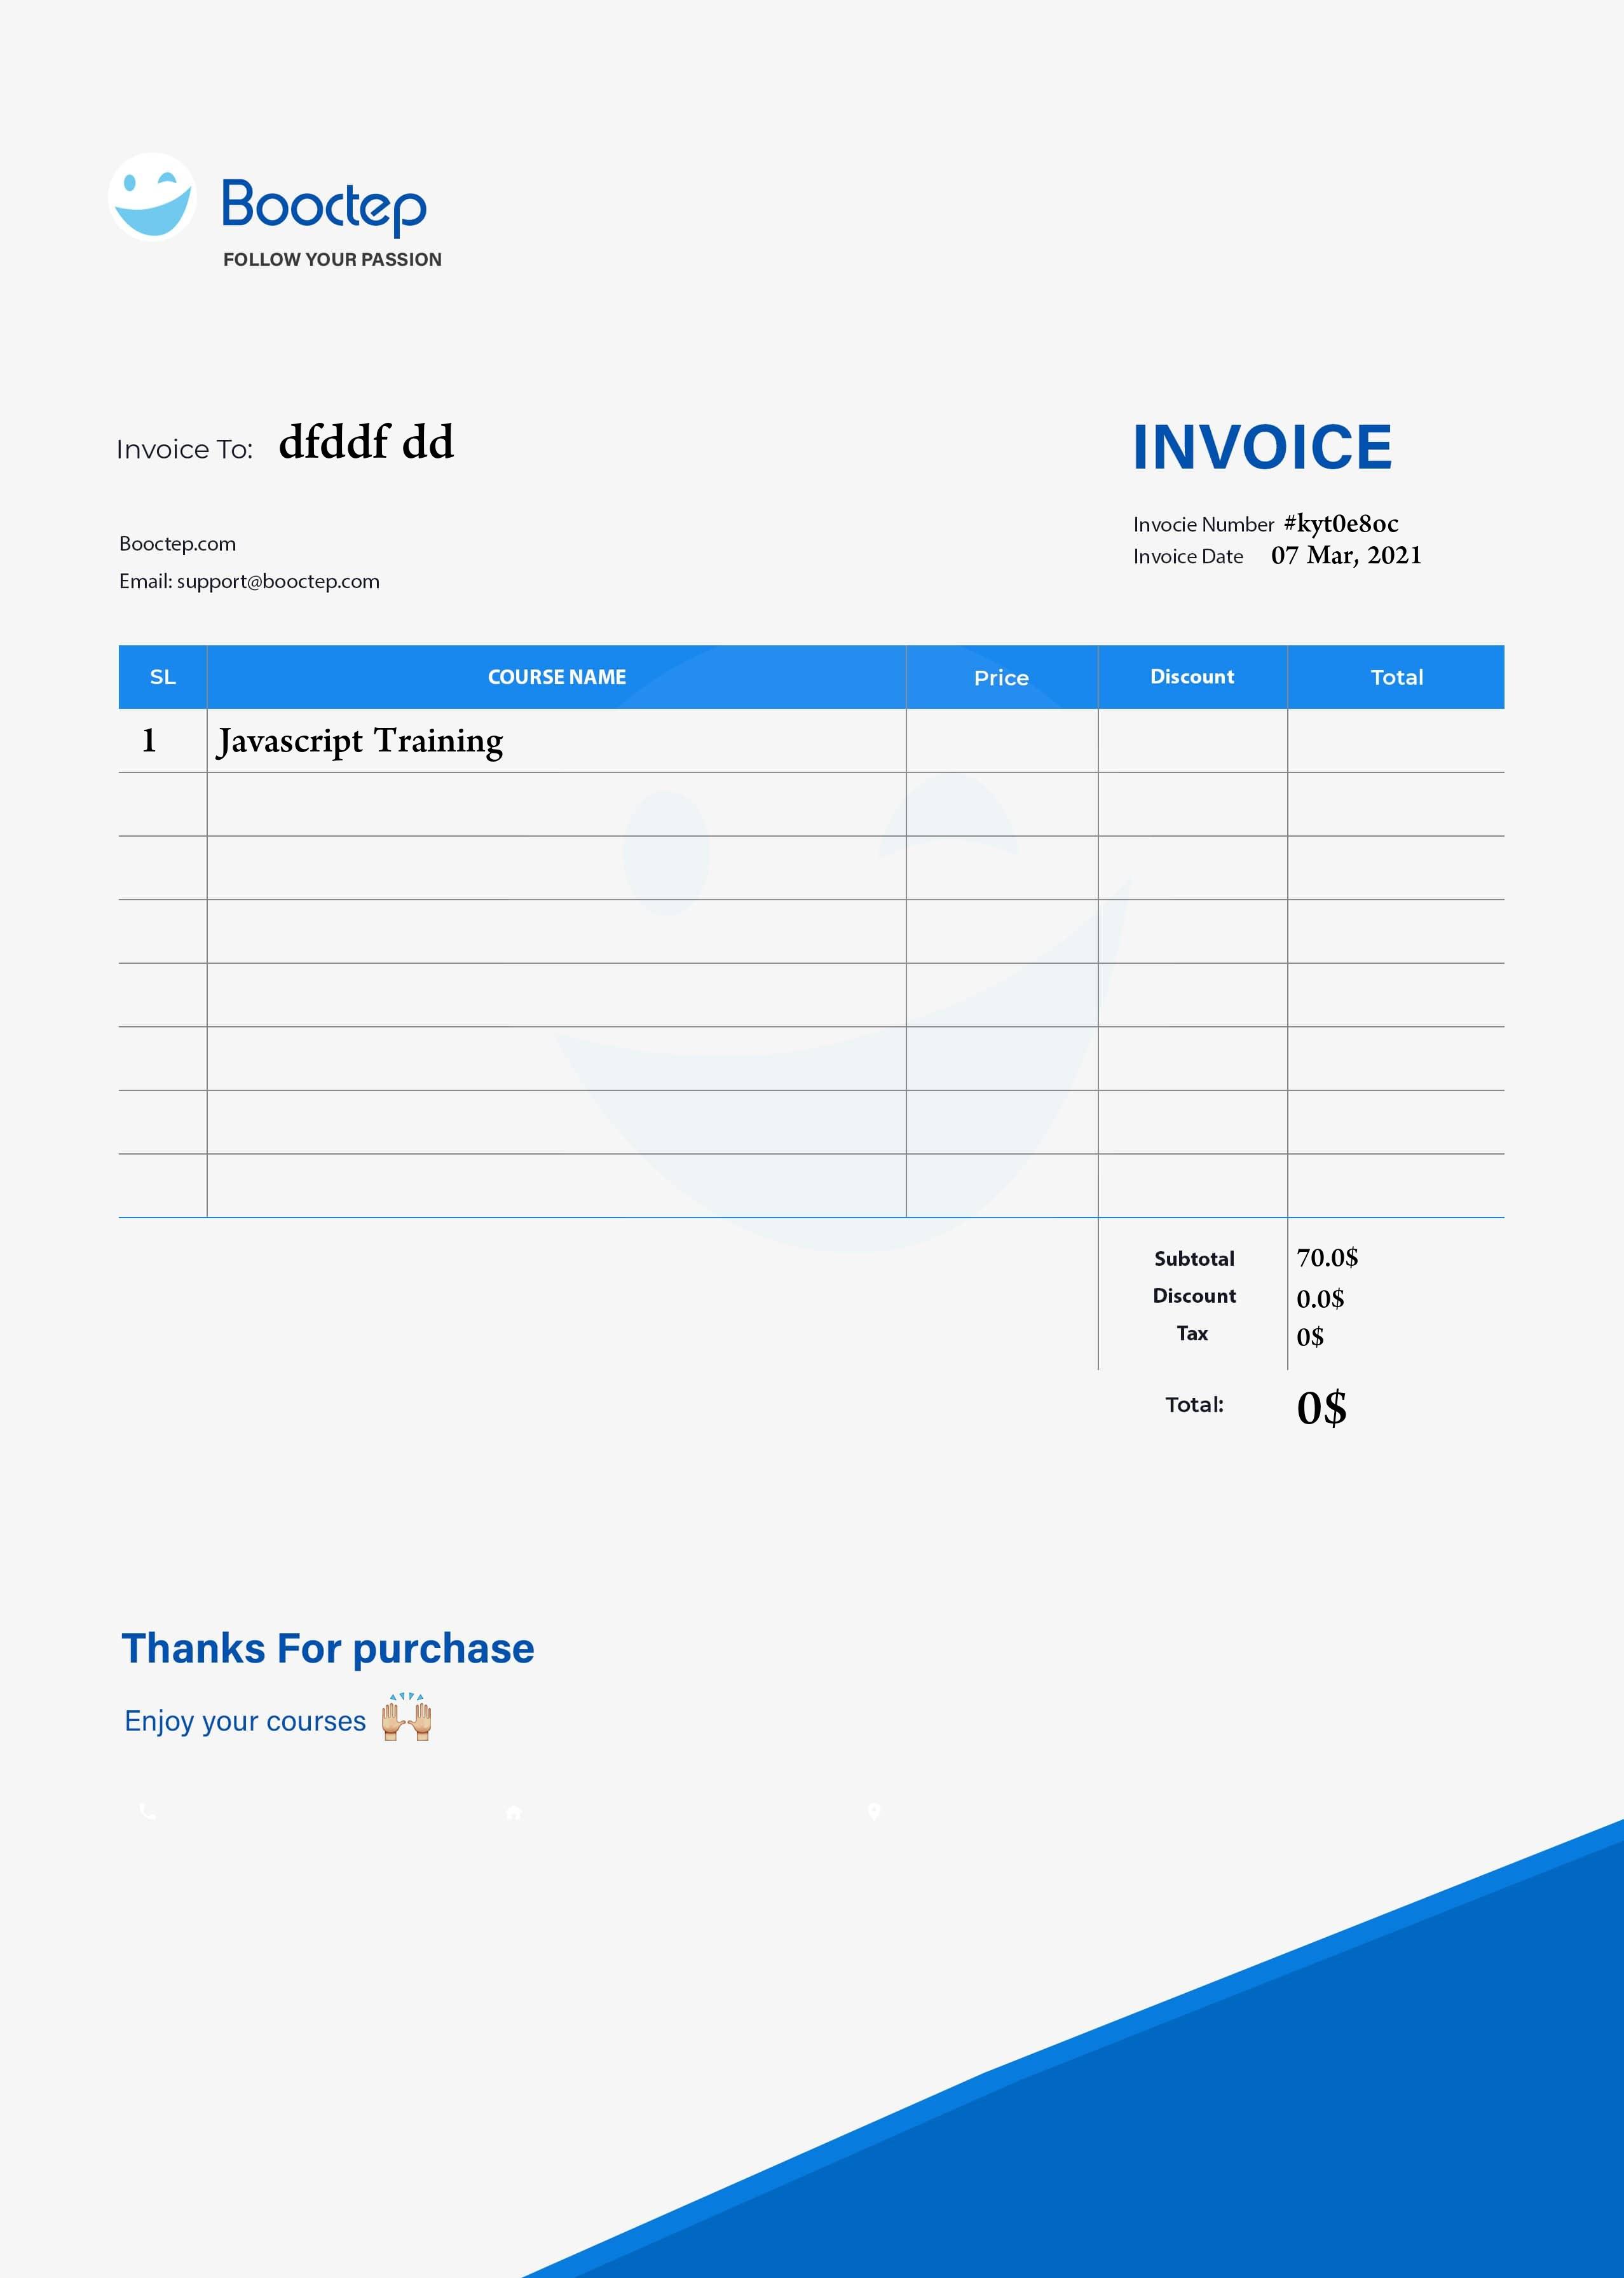 Booctep
FOLLOW YOUR PASSION
Invoice To: dfddf dd
INVOICE
Invocie Number #kyt0e8oc
Invoice Date 07 Mar, 2021
Booctep.com
Email: support@booctep.com
SL COURSE NAME Price Discount Total
1 Javascript Training
Subtotal 70.0$
Discount 0.0$
Tax 0$
Total: 0$
Thanks For purchase
Enjoy your courses